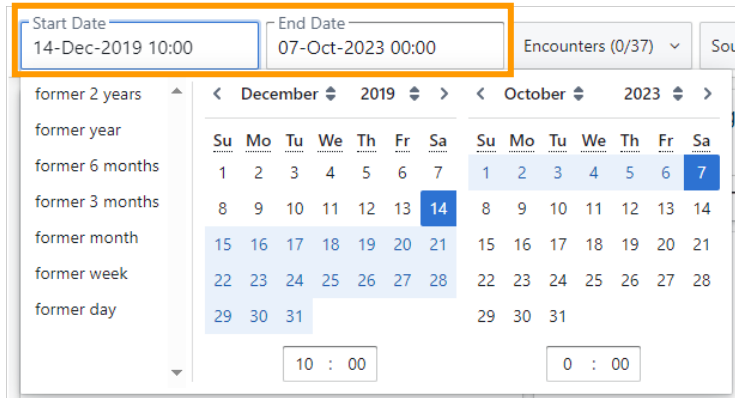 Start Date
14-Dec-2019 10:00
End Date
07-Oct-2023 00:00
Encounters (0/37)
Sou
former 2 years
former year
former 6 months
former 3 months
former month
former week
former day
December 2019
Su Mo Tu We Th Fr Sa
1 2 3 4 5 6 7
8 9 10 11 12 13 14
15 16 17 18 19 20 21
22 23 24 25 26 27 28
29 30 31
10 : 00
October 2023
Su Mo Tu We Th Fr Sa
1 2 3 4 5 6 7
8 9 10 11 12 13 14
15 16 17 18 19 20 21
22 23 24 25 26 27 28
29 30 31
0 : 00